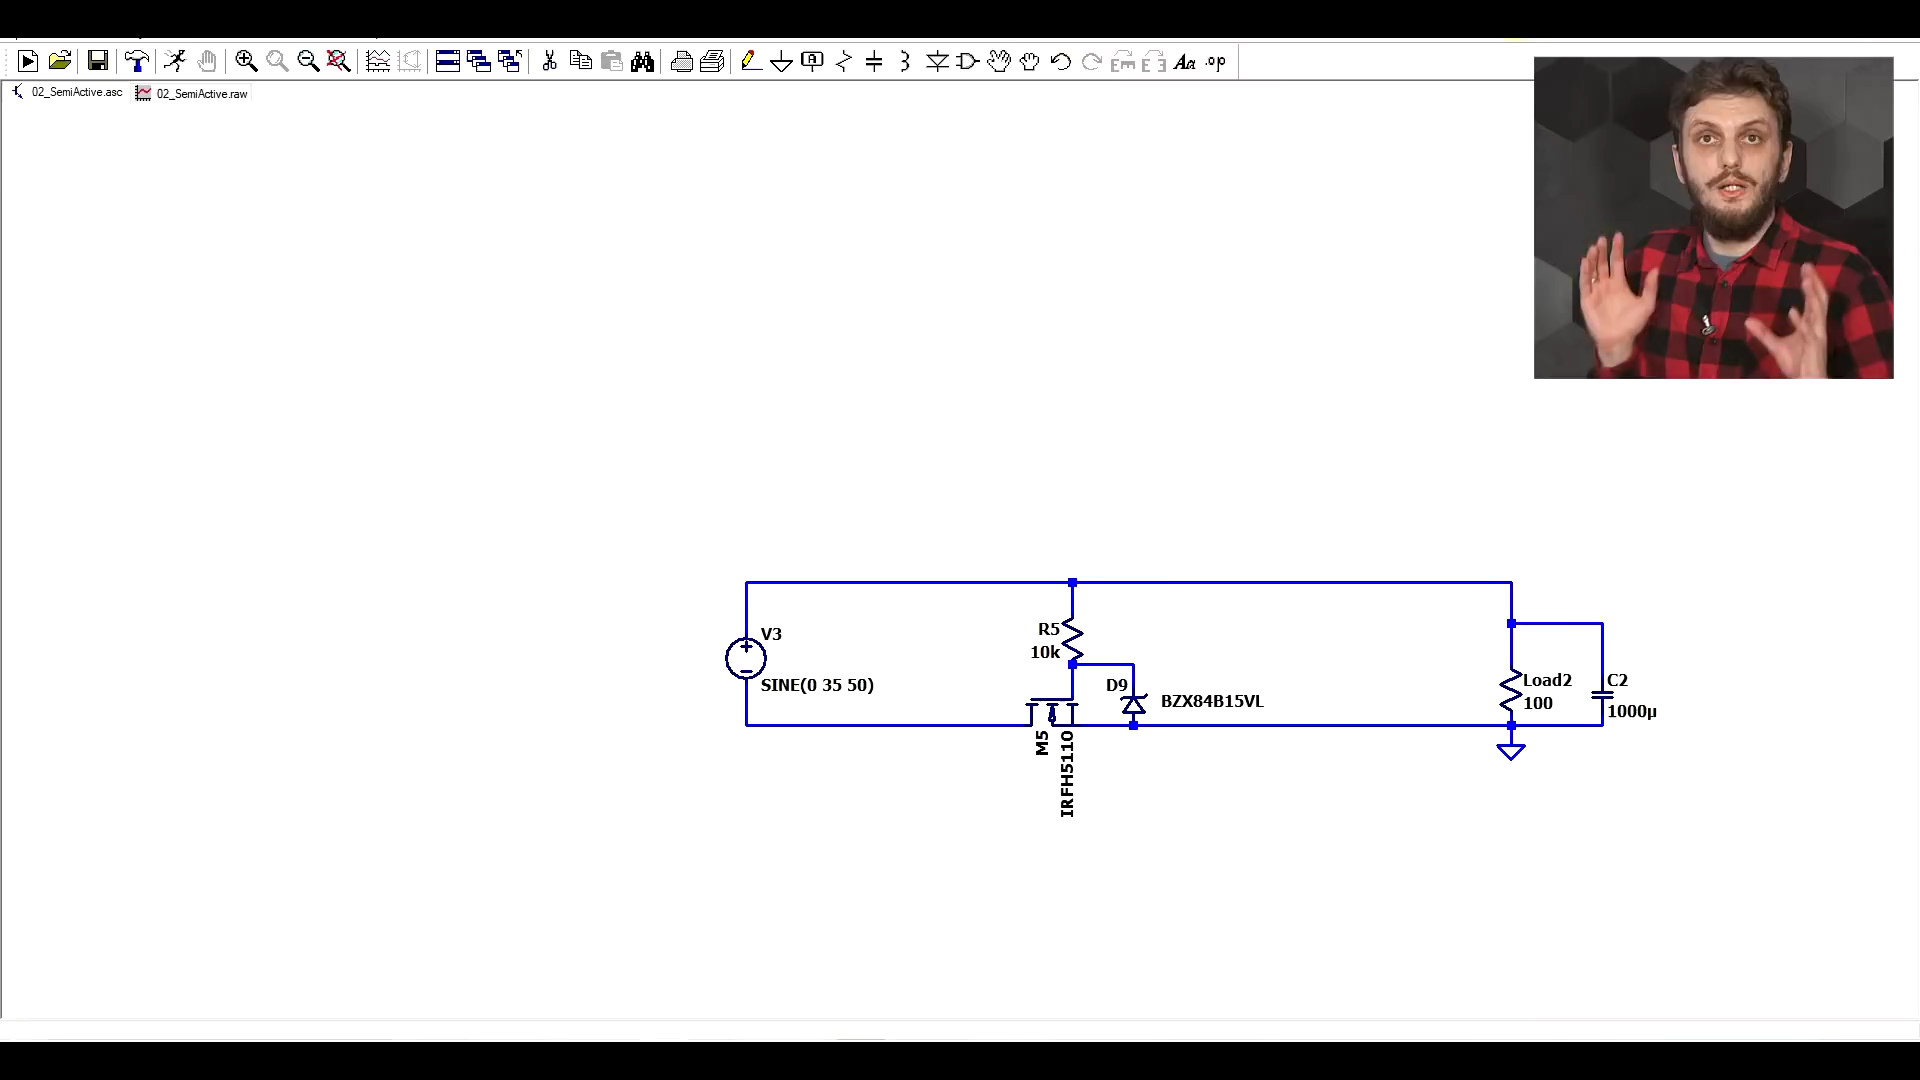 02_SemiActive.asc
02_SemiActive.raw
V3
SINE(0 35 50)
R5
10k
D9
BZX84B15VL
M5
IRFH5110
Load2
100
C2
1000µ